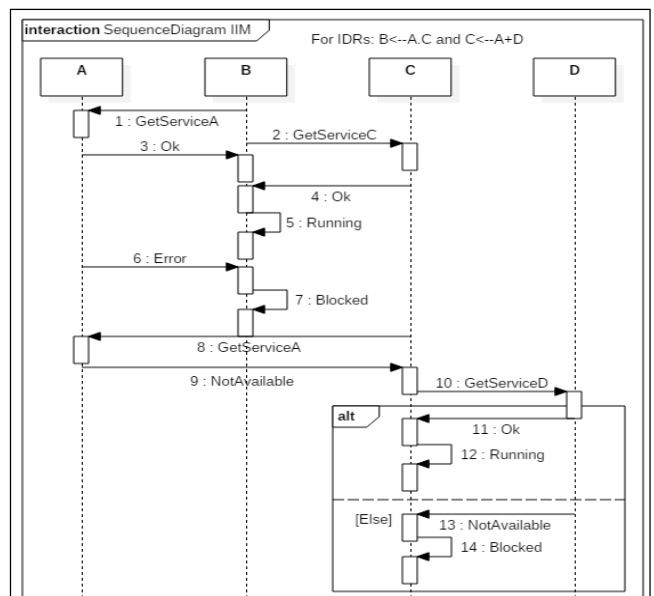 interaction SequenceDiagram IIM
For IDRs: B<--A.C and C<--A+D
A B C D
1 : GetServiceA
2 : GetServiceC
3 : Ok
4 : Ok
5 : Running
6 : Error
7 : Blocked
8 : GetServiceA
9 : NotAvailable
10 : GetServiceD
alt
11 : Ok
12 : Running
[Else]
13 : NotAvailable
14 : Blocked